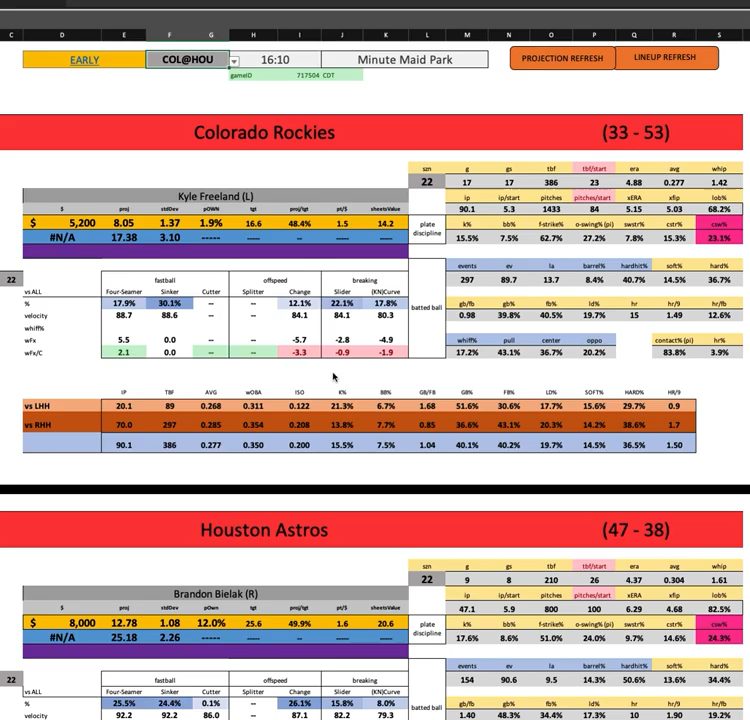 C D E F G H I J K L M N O P Q R S
EARLY COL@HOU 16:10 Minute Maid Park PROJECTION REFRESH LINEUP REFRESH
gameID 717504 CDT
Colorado Rockies (33 - 53)
szn g gs tbf tbf/start era avg whip
22 17 17 386 23 4.88 0.277 1.42
Kyle Freeland (L) ip ip/start pitches pitches/start xERA xfip lob%
$ proj stdDev pOWN tgt proj/tgt pt/$ sheetsValue 90.1 5.3 1433 84 5.15 5.03 68.2%
$ 5,200 8.05 1.37 1.9% 16.6 48.4% 1.5 14.2 plate discipline k% bb% f-strike% o-swing% (pi) swstr% cstr% csw%
#N/A 17.38 3.10 ----- ----- -- ----- 15.5% 7.5% 62.7% 27.2% 7.8% 15.3% 23.1%
events ev la barrel% hardhit% soft% hard%
22 fastball offspeed breaking 297 89.7 13.7 8.4% 40.7% 14.5% 36.7%
vs ALL Four-Seamer Sinker Cutter Splitter Change Slider (KN)Curve batted ball
% 17.9% 30.1% -- -- 12.1% 22.1% 17.8% gb/fb gb% fb% ld% hr hr/9 hr/fb
velocity 88.7 88.6 -- -- 84.1 84.1 80.3 0.98 39.8% 40.5% 19.7% 15 1.49 12.6%
whiff%
wFx 5.5 0.0 -5.7 -2.8 -4.9 whiff% pull center oppo contact% (pi) hr%
wFx/C 2.1 0.0 -- -- -3.3 -0.9 -1.9 17.2% 43.1% 36.7% 20.2% 83.8% 3.9%
IP TBF AVG wOBA ISO K% BB% GB/FB GB% FB% LD% SOFT% HARD% HR/9
vs LHH 20.1 89 0.268 0.311 0.122 21.3% 6.7% 1.68 51.6% 30.6% 17.7% 15.6% 29.7% 0.9
vs RHH 70.0 297 0.285 0.354 0.208 13.8% 7.7% 0.85 36.6% 43.1% 20.3% 14.2% 38.6% 1.7
90.1 386 0.277 0.350 0.200 15.5% 7.5% 1.04 40.1% 40.2% 19.7% 14.5% 36.5% 1.50
Houston Astros (47 - 38)
szn g gs tbf tbf/start era avg whip
22 9 8 210 26 4.37 0.304 1.61
Brandon Bielak (R) ip ip/start pitches pitches/start xERA xfip lob%
$ proj stdDev pOwn tgt proj/tgt pt/$ sheetsValue 47.1 5.9 800 100 6.29 4.68 82.5%
$ 8,000 12.78 1.08 12.0% 25.6 49.9% 1.6 20.6 plate discipline k% bb% f-strike% o-swing% (pi) swstr% cstr% csw%
#N/A 25.18 2.26 ----- ----- -- ----- 17.6% 8.6% 51.0% 24.0% 9.7% 14.6% 24.3%
events ev la barrel% hardhit% soft% hard%
22 fastball offspeed breaking 154 90.6 9.5 14.3% 50.6% 13.6% 34.4%
vs ALL Four-Seamer Sinker Cutter Splitter Change Slider (KN)Curve batted ball
% 25.5% 24.4% 0.1% -- 26.1% 15.8% 8.0% gb/fb gb% fb% ld% hr hr/9 hr/fb
velocity 92.2 92.2 86.0 -- 87.1 82.2 79.3 1.40 48.3% 34.4% 17.3% 10 1.90 19.2%